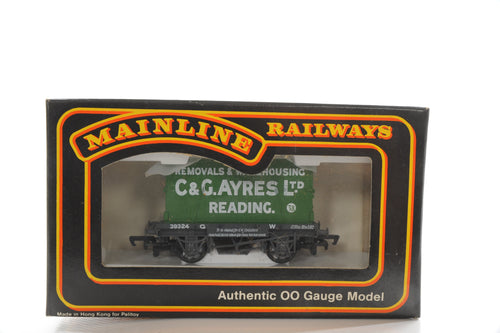 MAINLINE RAILWAYS
REMOVALS & WAREHOUSING
C & G. AYRES LTD
READING.
39324 G W
Authentic OO Gauge Model
Made in Hong Kong for Palitoy